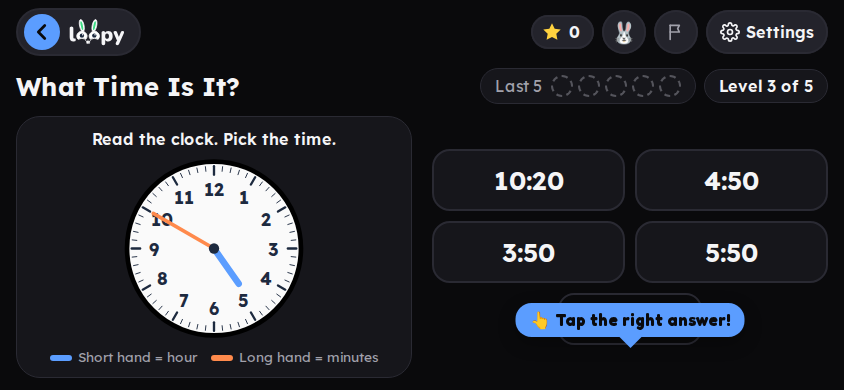 loopy
0
Settings
What Time Is It?
Last 5
Level 3 of 5
Read the clock. Pick the time.
12
11 1
10 2
9 3
8 4
7 5
6
Short hand = hour Long hand = minutes
10:20 4:50
3:50 5:50
👆 Tap the right answer!